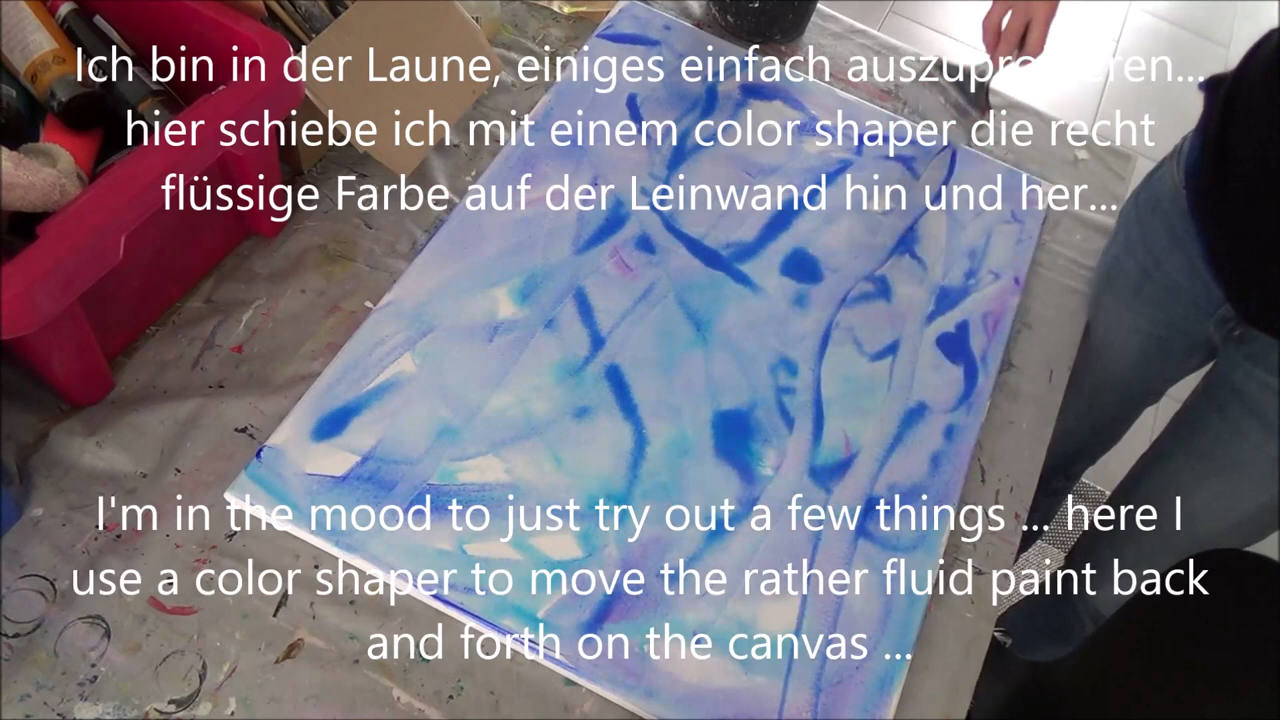 Ich bin in der Laune, einiges einfach auszuprobieren...
hier schiebe ich mit einem color shaper die recht
flüssige Farbe auf der Leinwand hin und her...
I'm in the mood to just try out a few things ... here I
use a color shaper to move the rather fluid paint back
and forth on the canvas ...